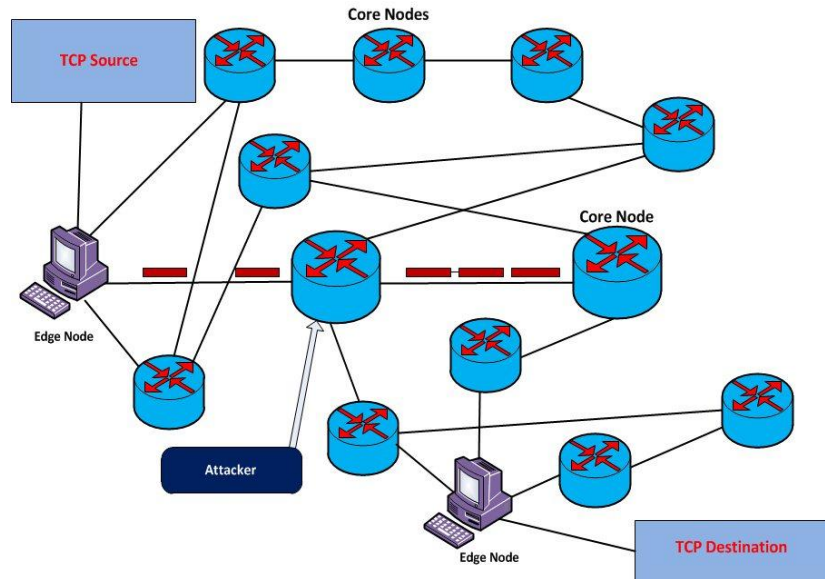 Core Nodes
TCP Source
Core Node
Edge Node
Attacker
Edge Node
TCP Destination